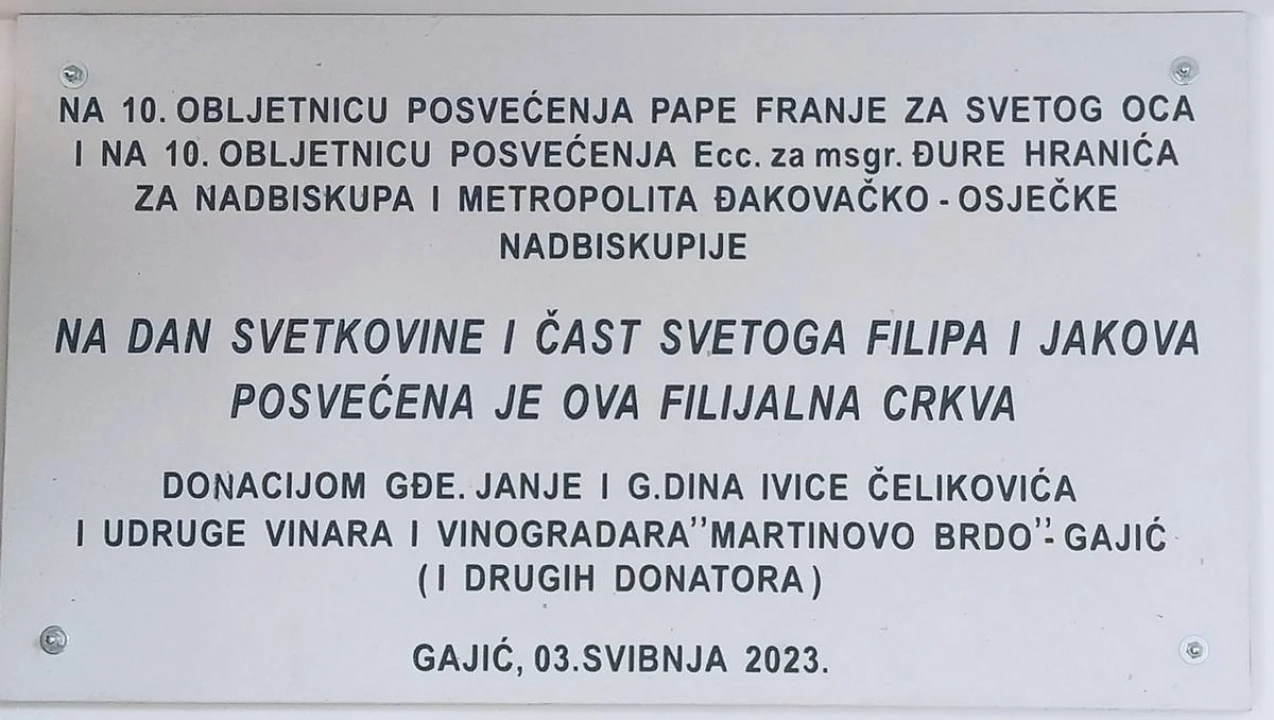 NA 10. OBLJETNICU POSVEĆENJA PAPE FRANJE ZA SVETOG OCA
I NA 10. OBLJETNICU POSVEĆENJA Ecc. za msgr. ĐURE HRANIĆA
ZA NADBISKUPA I METROPOLITA ĐAKOVAČKO - OSJEČKE
NADBISKUPIJE
NA DAN SVETKOVINE I ČAST SVETOGA FILIPA I JAKOVA
POSVEĆENA JE OVA FILIJALNA CRKVA
DONACIJOM GĐE. JANJE I G.DINA IVICE ČELIKOVIĆA
I UDRUGE VINARA I VINOGRADARA"MARTINOVO BRDO"- GAJIĆ
(I DRUGIH DONATORA)
GAJIĆ, 03.SVIBNJA 2023.